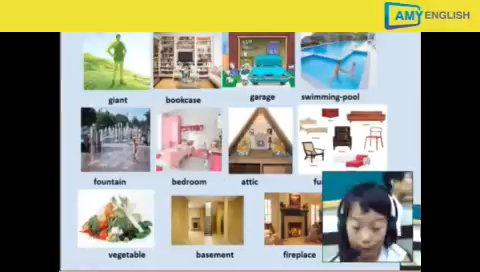 AMY ENGLISH
giant bookcase garage swimming-pool
fountain bedroom attic
vegetable basement fireplace